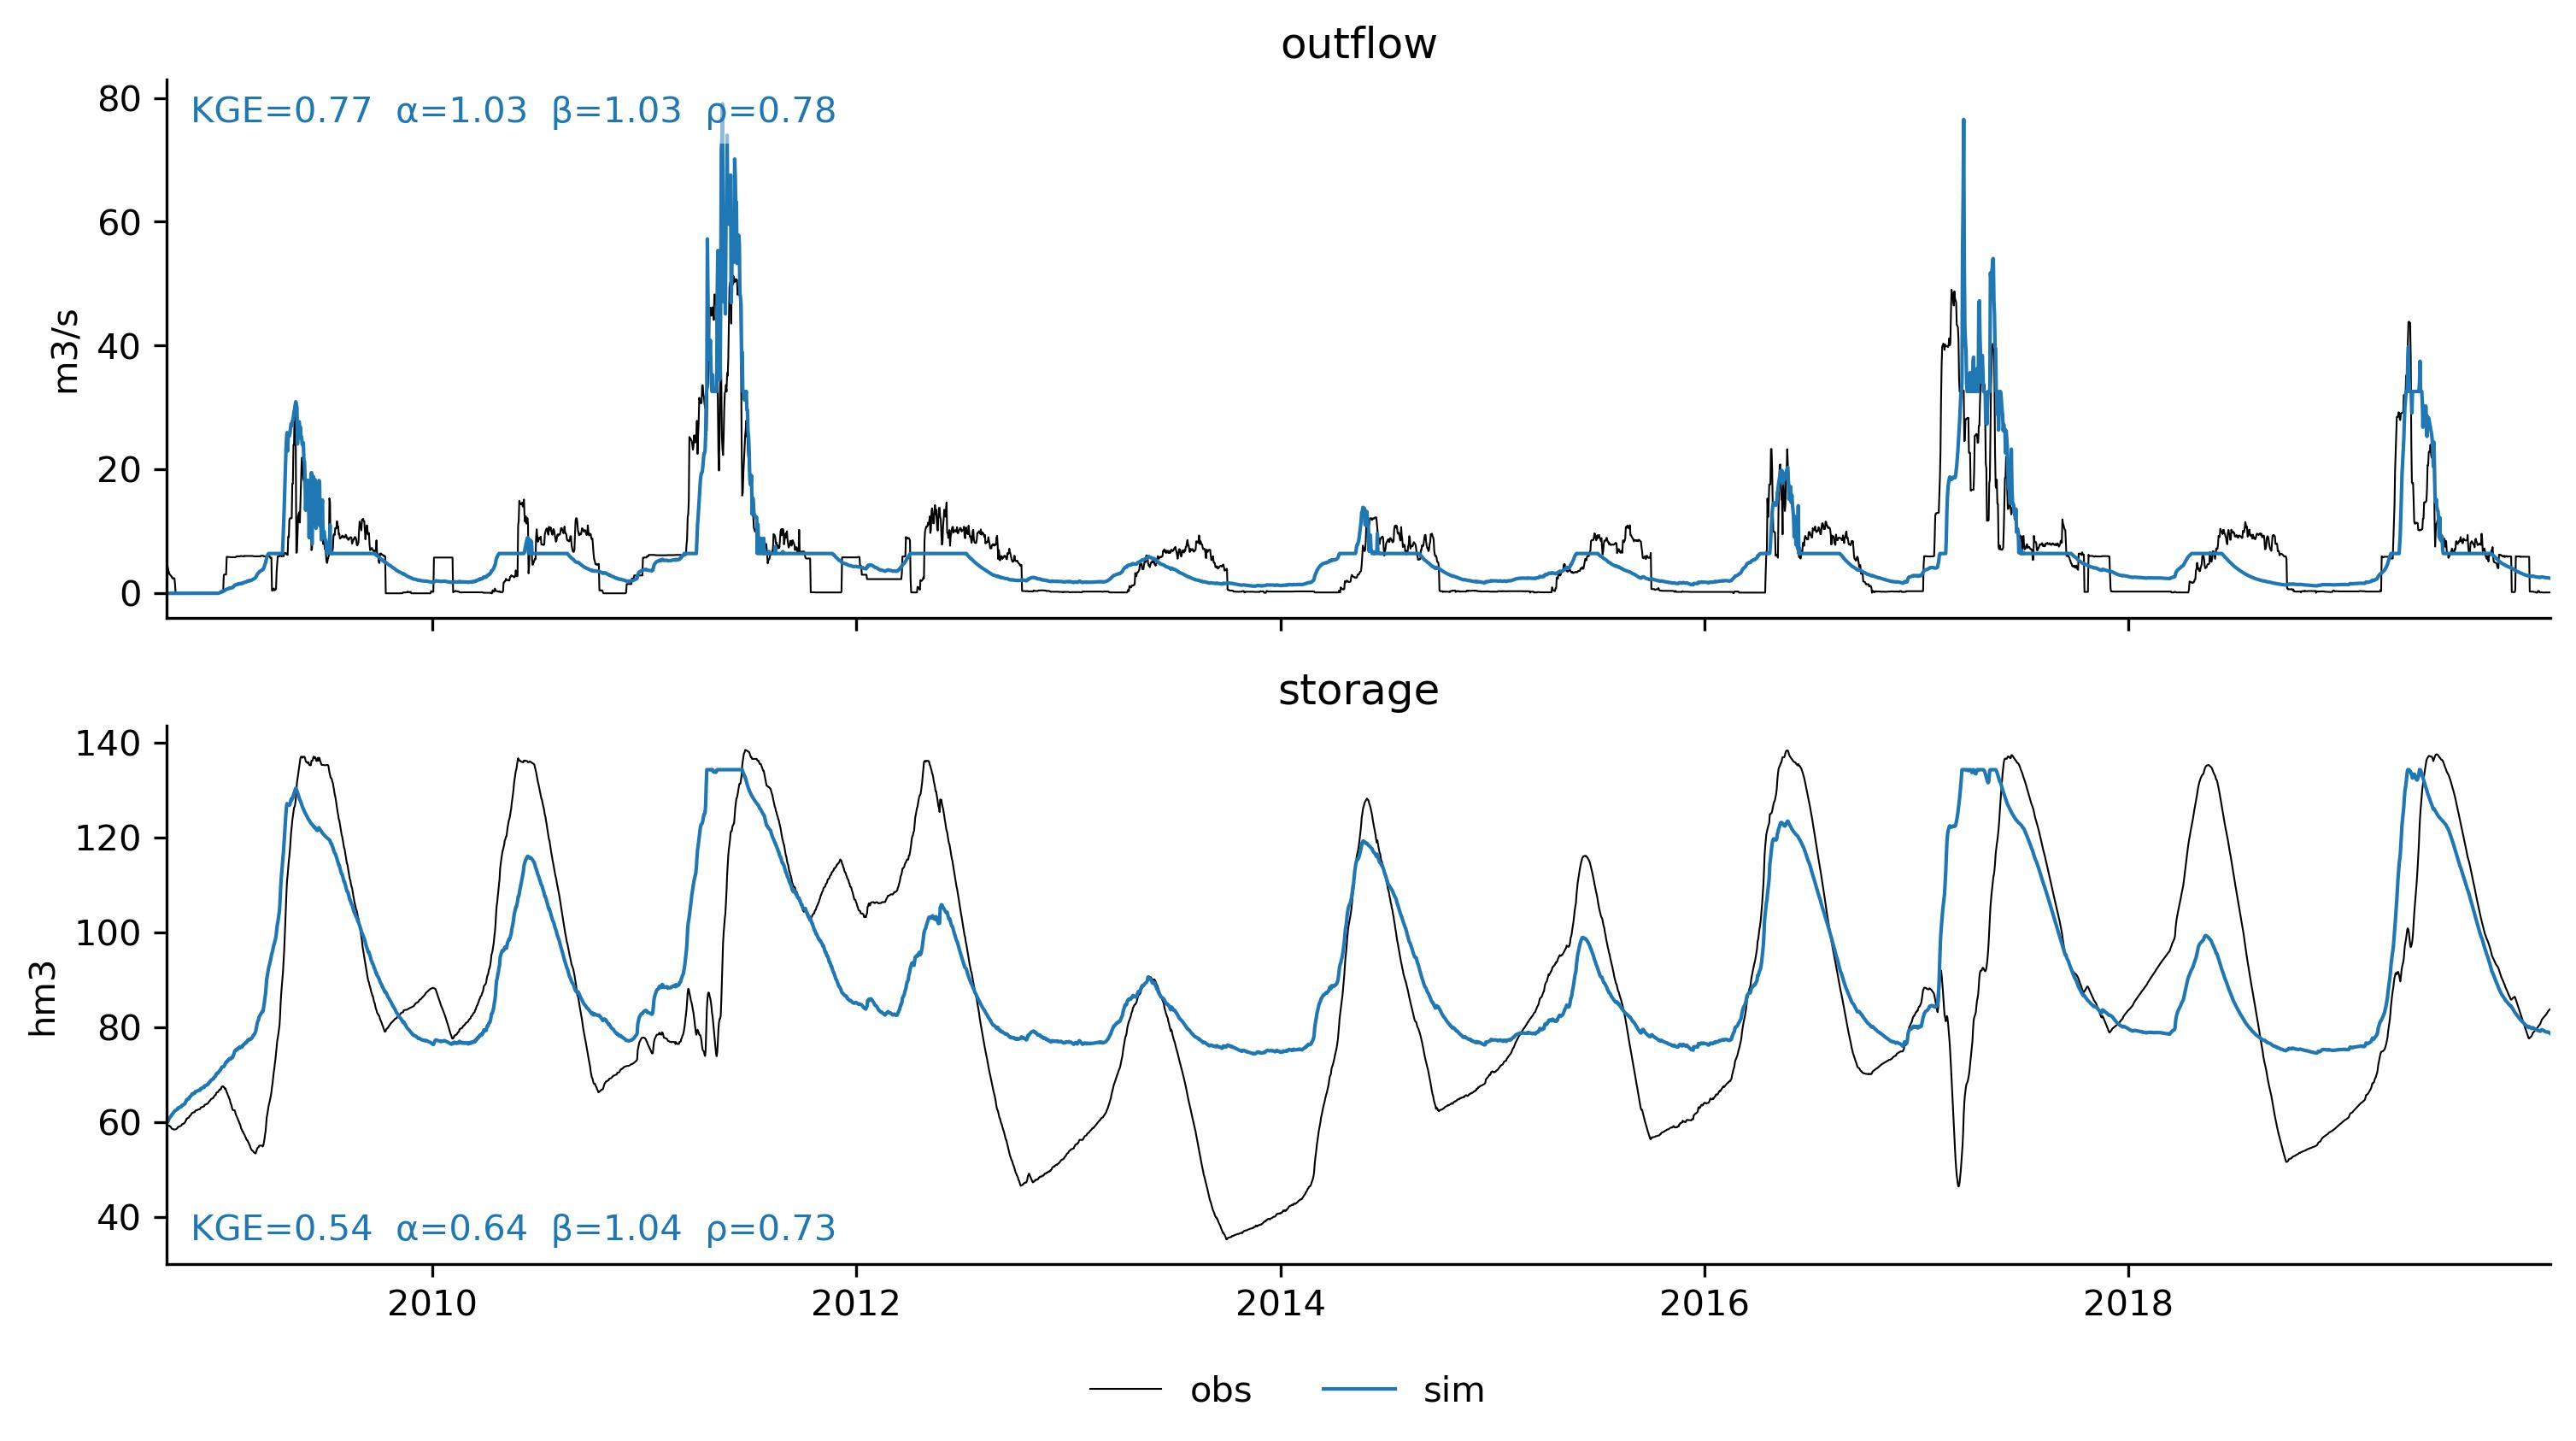 outflow
80
KGE=0.77 α=1.03 β=1.03 ρ=0.78
60
m3/s
40
20
0
storage
140
120
100
hm3
80
60
40
KGE=0.54 α=0.64 β=1.04 ρ=0.73
2010 2012 2014 2016 2018
obs sim